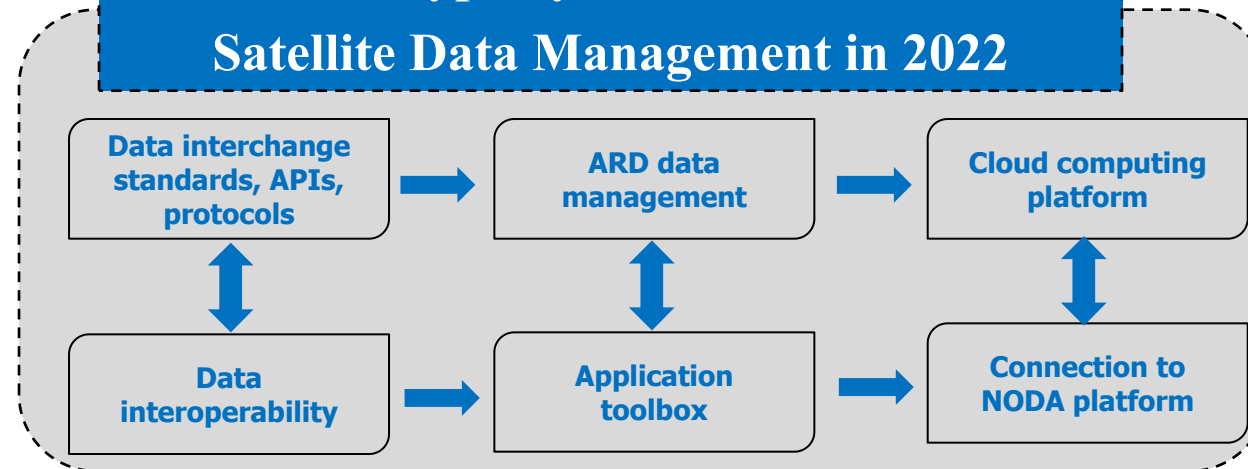 Satellite Data Management in 2022
Data interchange
standards, APIs,
protocols
ARD data
management
Cloud computing
platform
Data
interoperability
Application
toolbox
Connection to
NODA platform